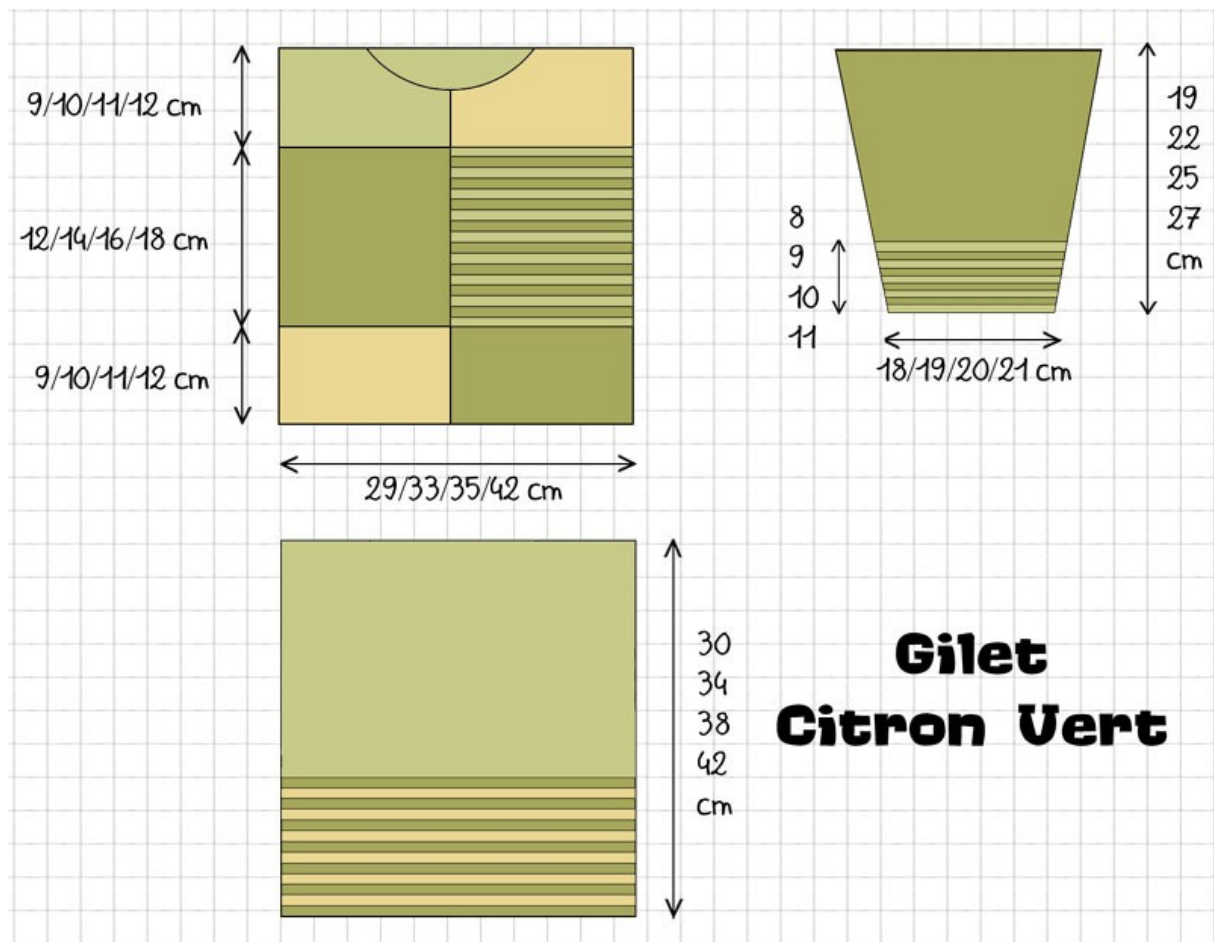 9/10/11/12 cm
12/14/16/18 cm
9/10/11/12 cm
29/33/35/42 cm
19
22
25
27
cm
8
9
10
11
18/19/20/21 cm
30
34
38
42
cm
Gilet
Citron Vert